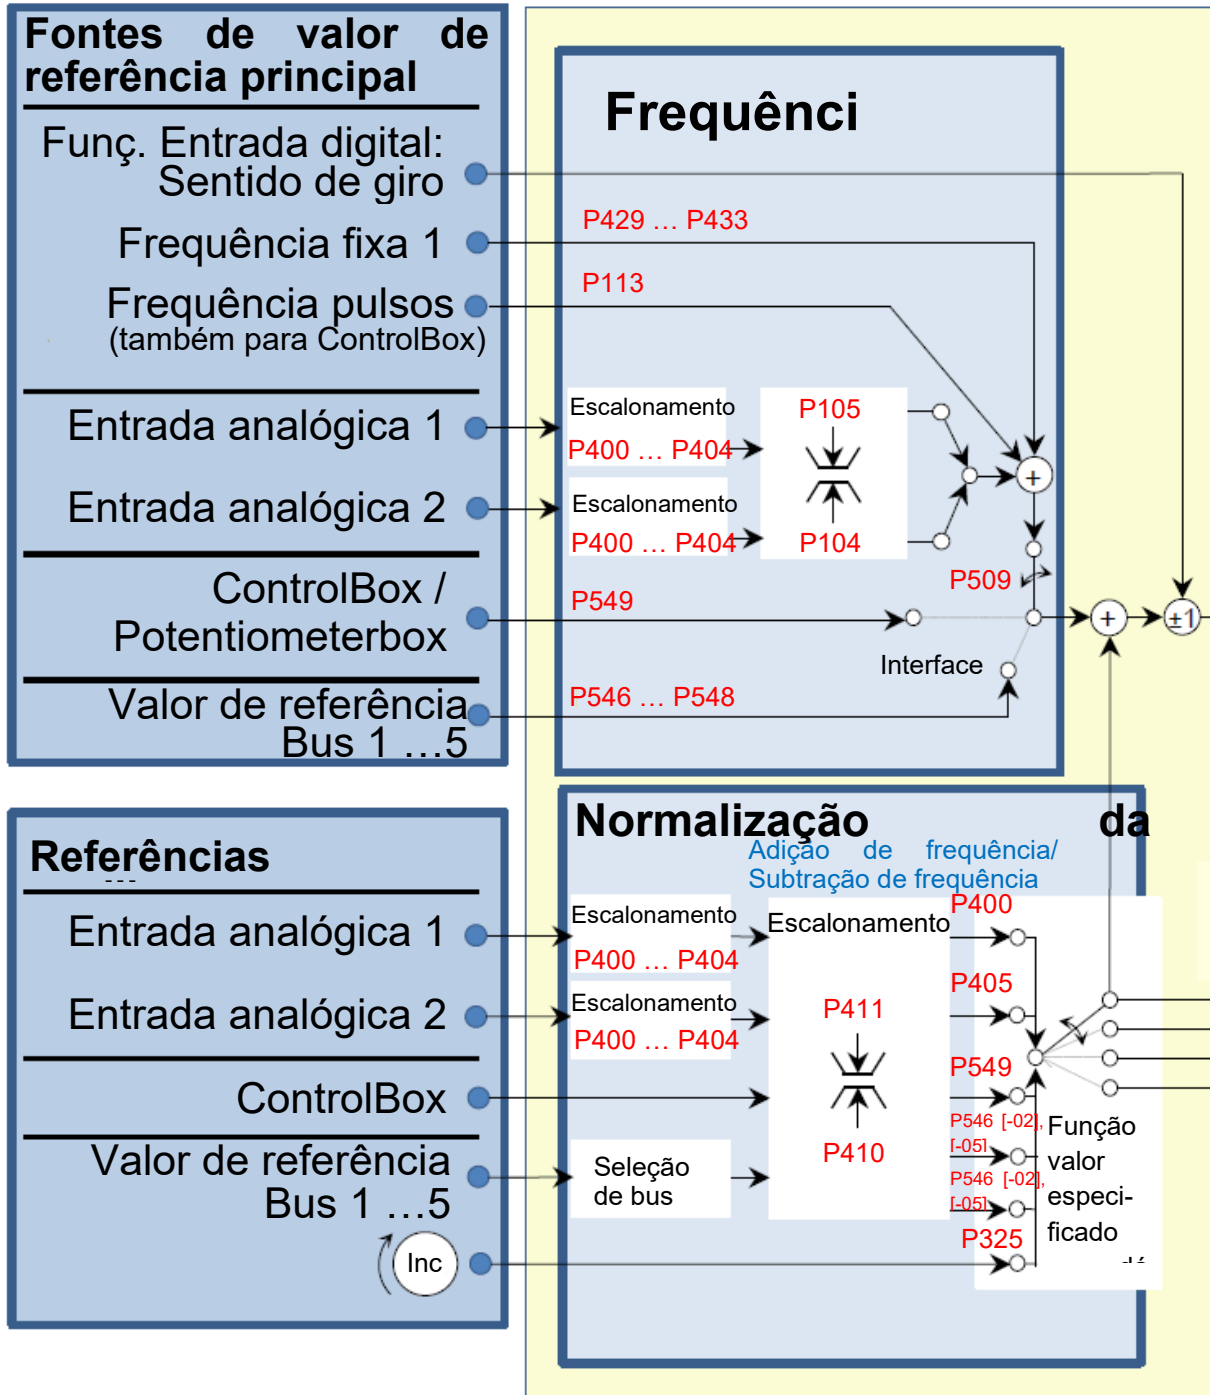 Fontes de valor de
referência principal
Funç. Entrada digital:
Sentido de giro
Frequência fixa 1
Frequência pulsos
(também para ControlBox)
Entrada analógica 1
Entrada analógica 2
ControlBox /
Potentiometerbox
Valor de referência
Bus 1 ...5
Frequênci
P429 ... P433
P113
Escalonamento
P400 ... P404
Escalonamento
P400 ... P404
P105
P104
+
P509
P549
Interface
P546 ... P548
+
±1
Referências
Entrada analógica 1
Entrada analógica 2
ControlBox
Valor de referência
Bus 1 ...5
Inc
Normalização da
Adição de frequência/
Subtração de frequência
Escalonamento
P400 ... P404
Escalonamento
P400 ... P404
Seleção
de bus
Escalonamento
P411
P410
P400
P405
P549
P546 [-02],
[-05]
P546 [-02],
[-05]
P325
Função
valor
especi-
ficado